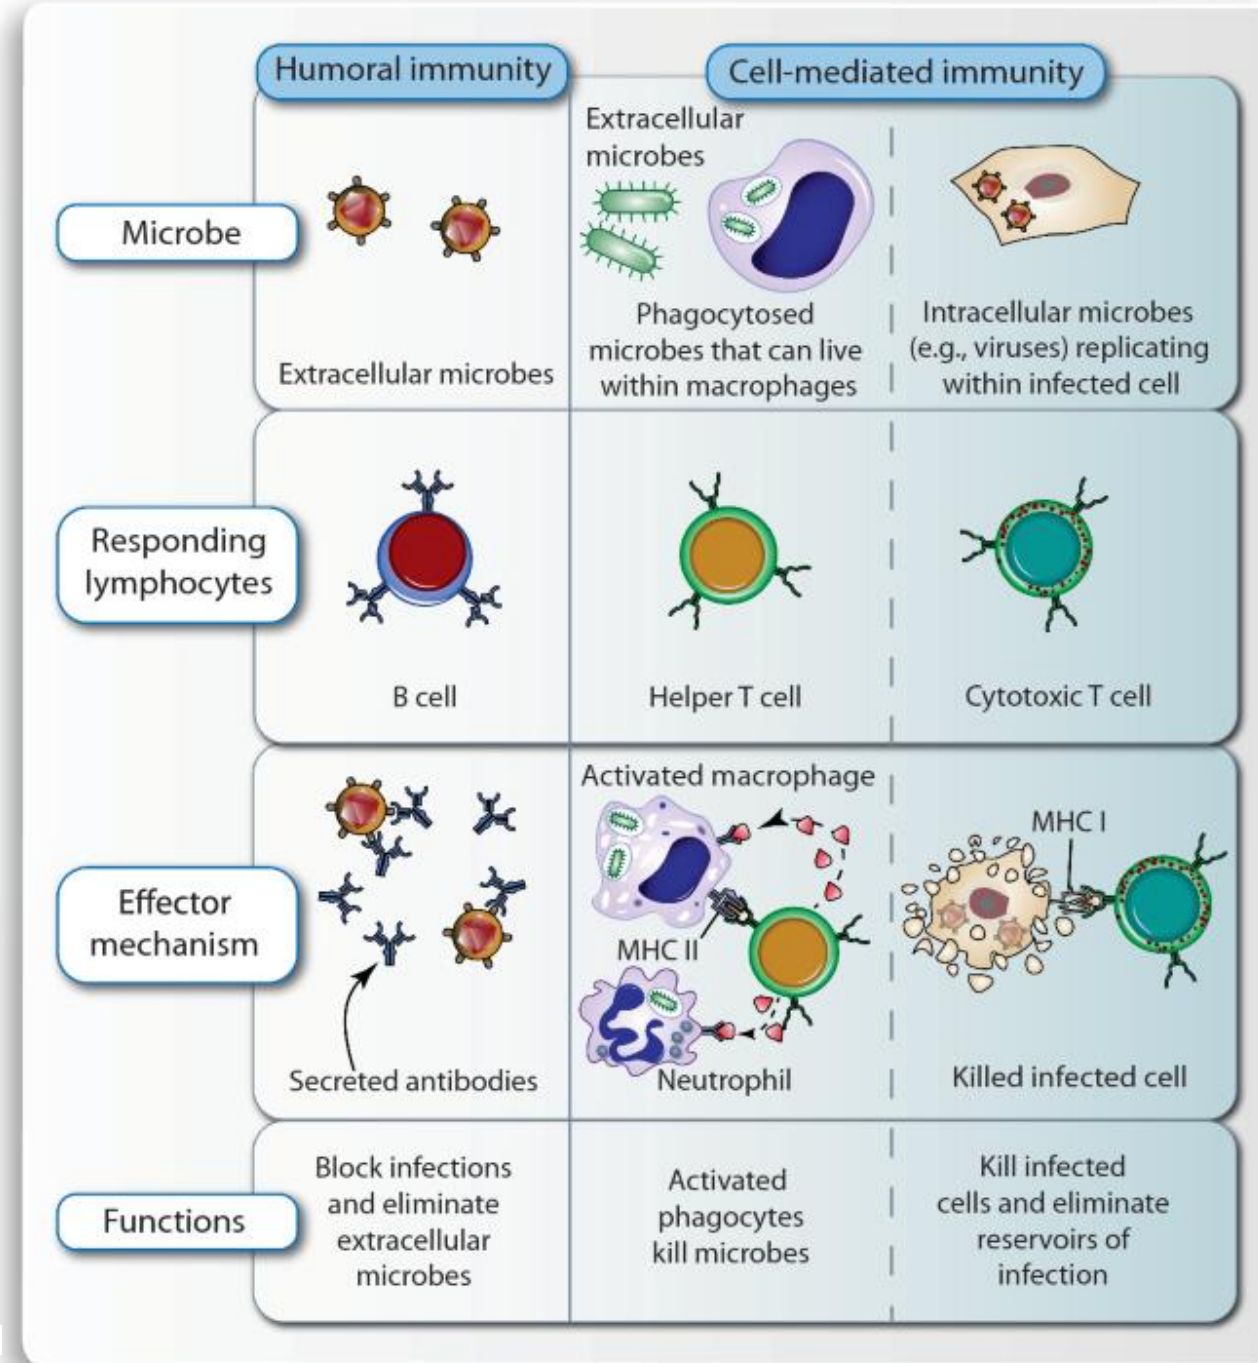 Humoral immunity
Cell-mediated immunity
Microbe
Extracellular microbes
Extracellular
microbes
Phagocytosed
microbes that can live
within macrophages
Intracellular microbes
(e.g., viruses) replicating
within infected cell
Responding
lymphocytes
B cell
Helper T cell
Cytotoxic T cell
Effector
mechanism
Secreted antibodies
Activated macrophage
MHC II
Neutrophil
MHC I
Killed infected cell
Functions
Block infections
and eliminate
extracellular
microbes
Activated
phagocytes
kill microbes
Kill infected
cells and eliminate
reservoirs of
infection